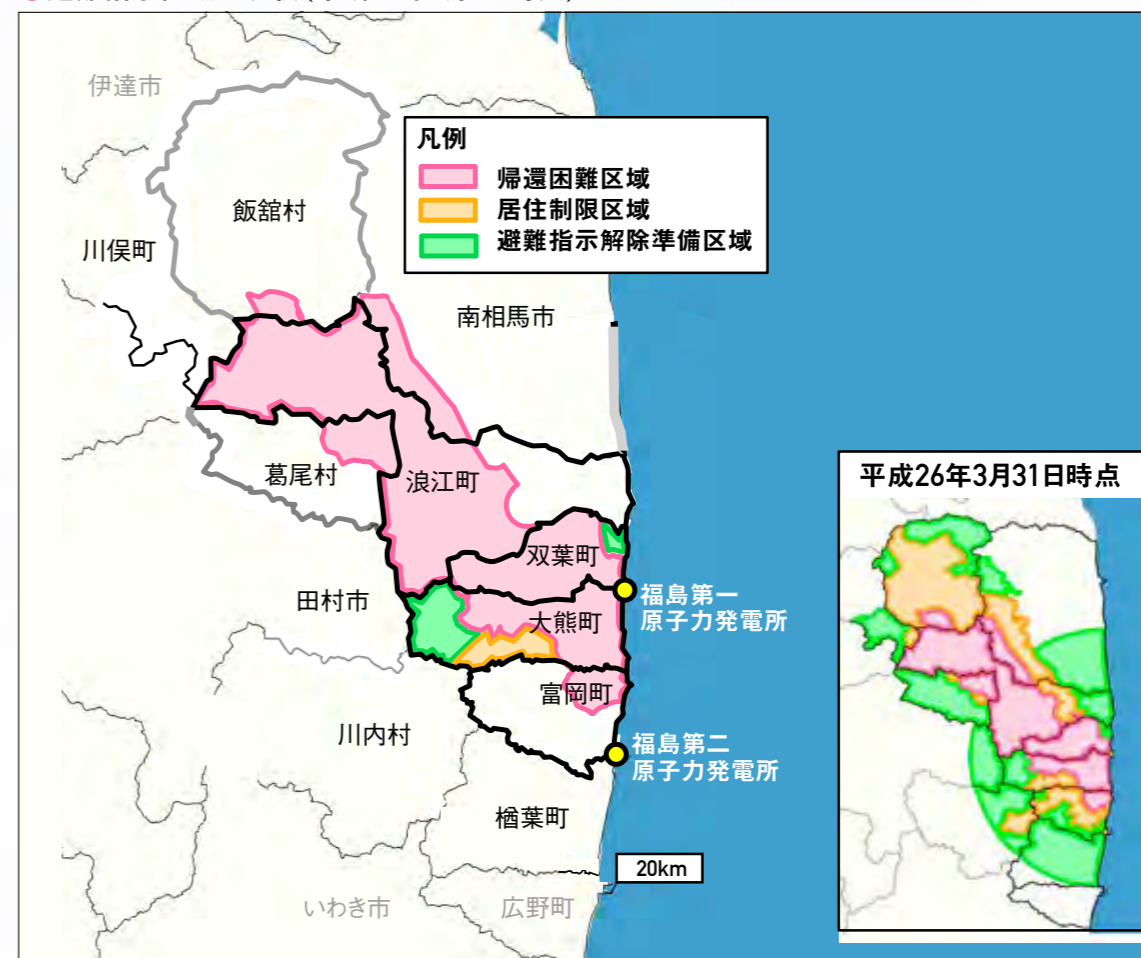 伊達市
凡例
帰還困難区域
居住制限区域
避難指示解除準備区域
飯舘村
川俣町
南相馬市
葛尾村
浪江町
双葉町
田村市
福島第一
原子力発電所
大熊町
富岡町
川内村
福島第二
原子力発電所
楢葉町
20km
いわき市
広野町
平成26年3月31日時点